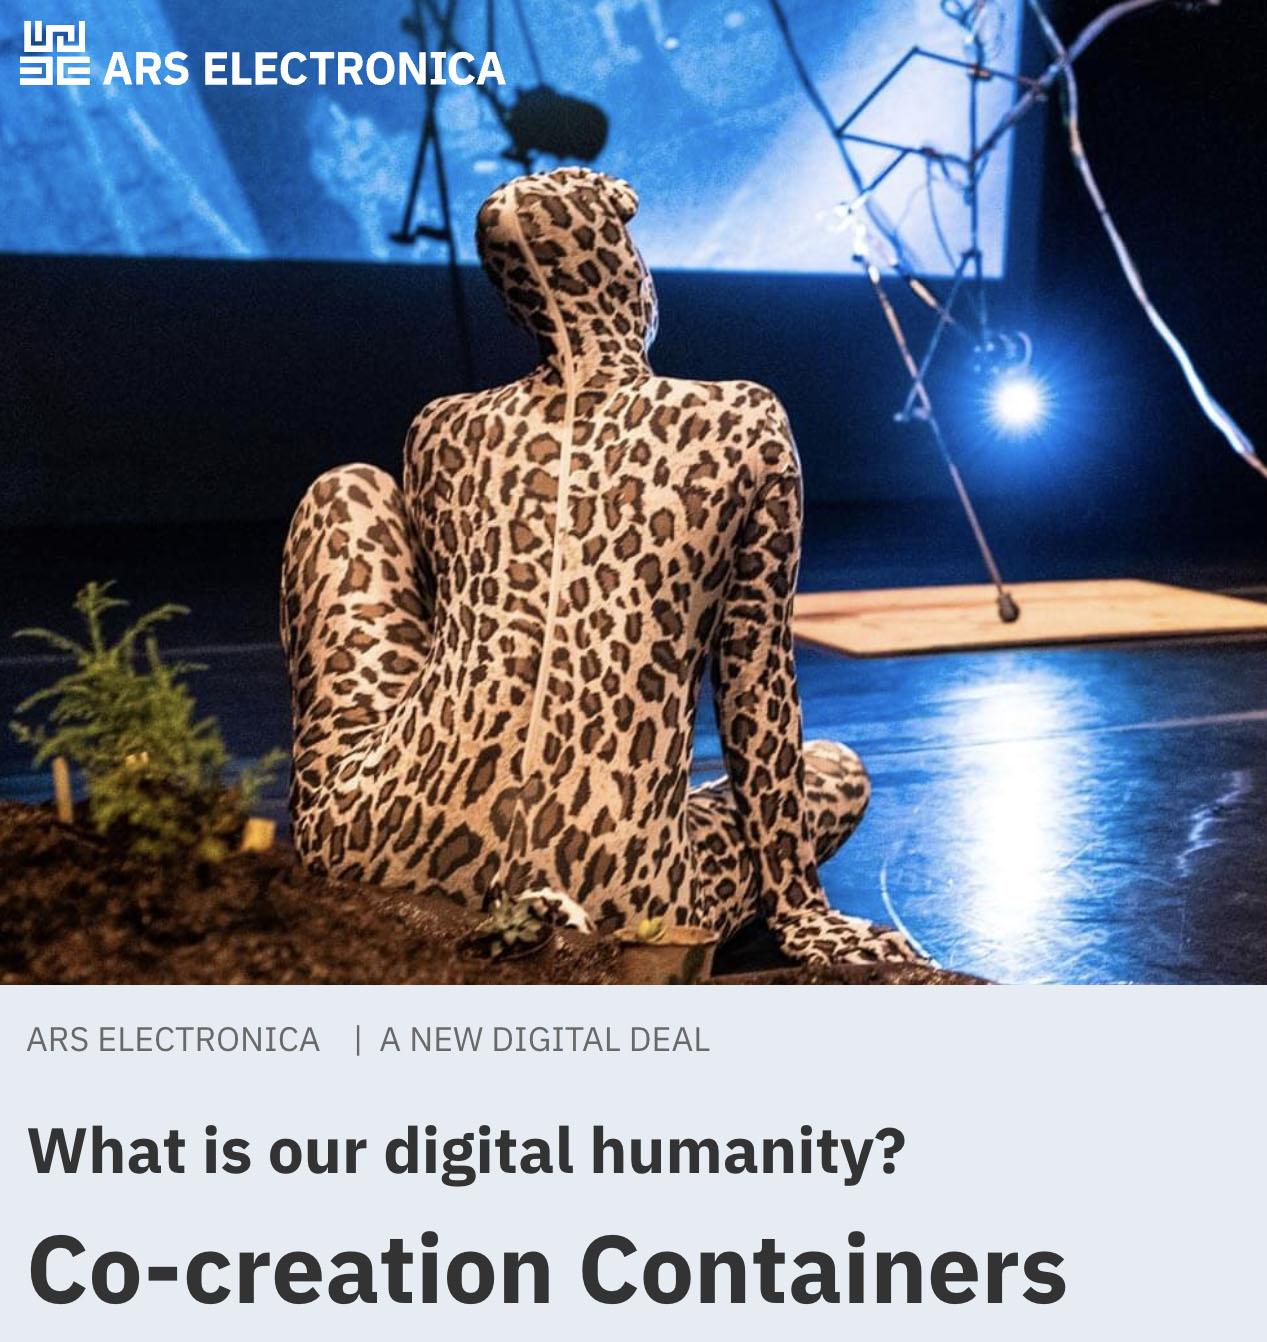 ARS ELECTRONICA
ARS ELECTRONICA | A NEW DIGITAL DEAL
What is our digital humanity?
Co-creation Containers